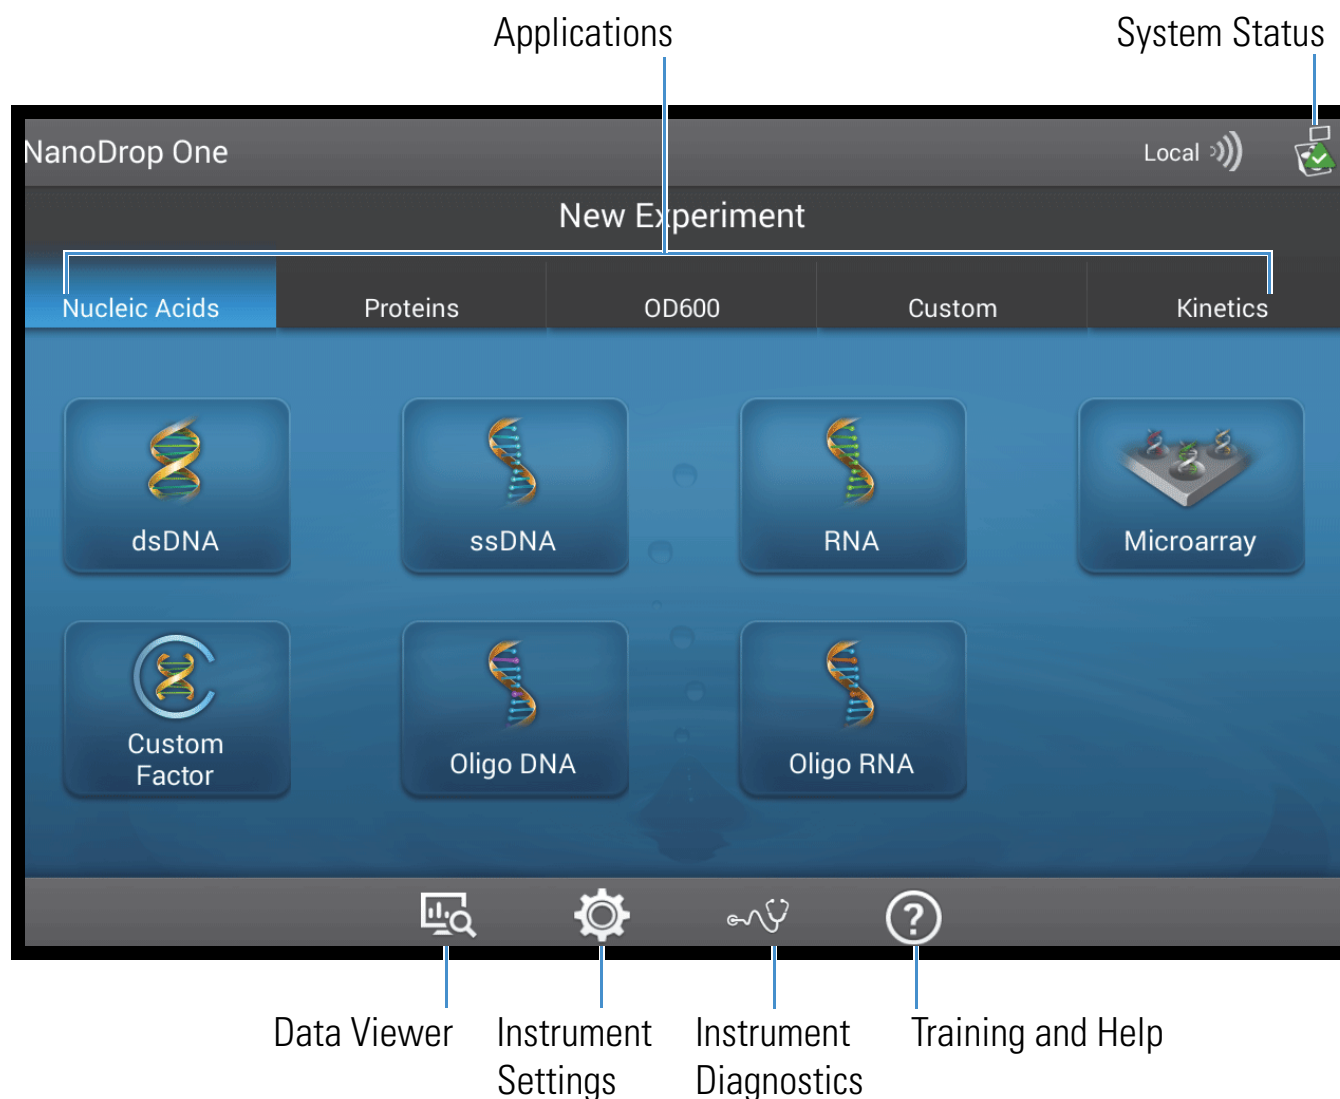 Applications
System Status
NanoDrop One
Local
New Experiment
Nucleic Acids
Proteins
OD600
Custom
Kinetics
dsDNA
ssDNA
RNA
Microarray
Custom
Factor
Oligo DNA
Oligo RNA
?
Data Viewer
Instrument
Settings
Instrument
Diagnostics
Training and Help